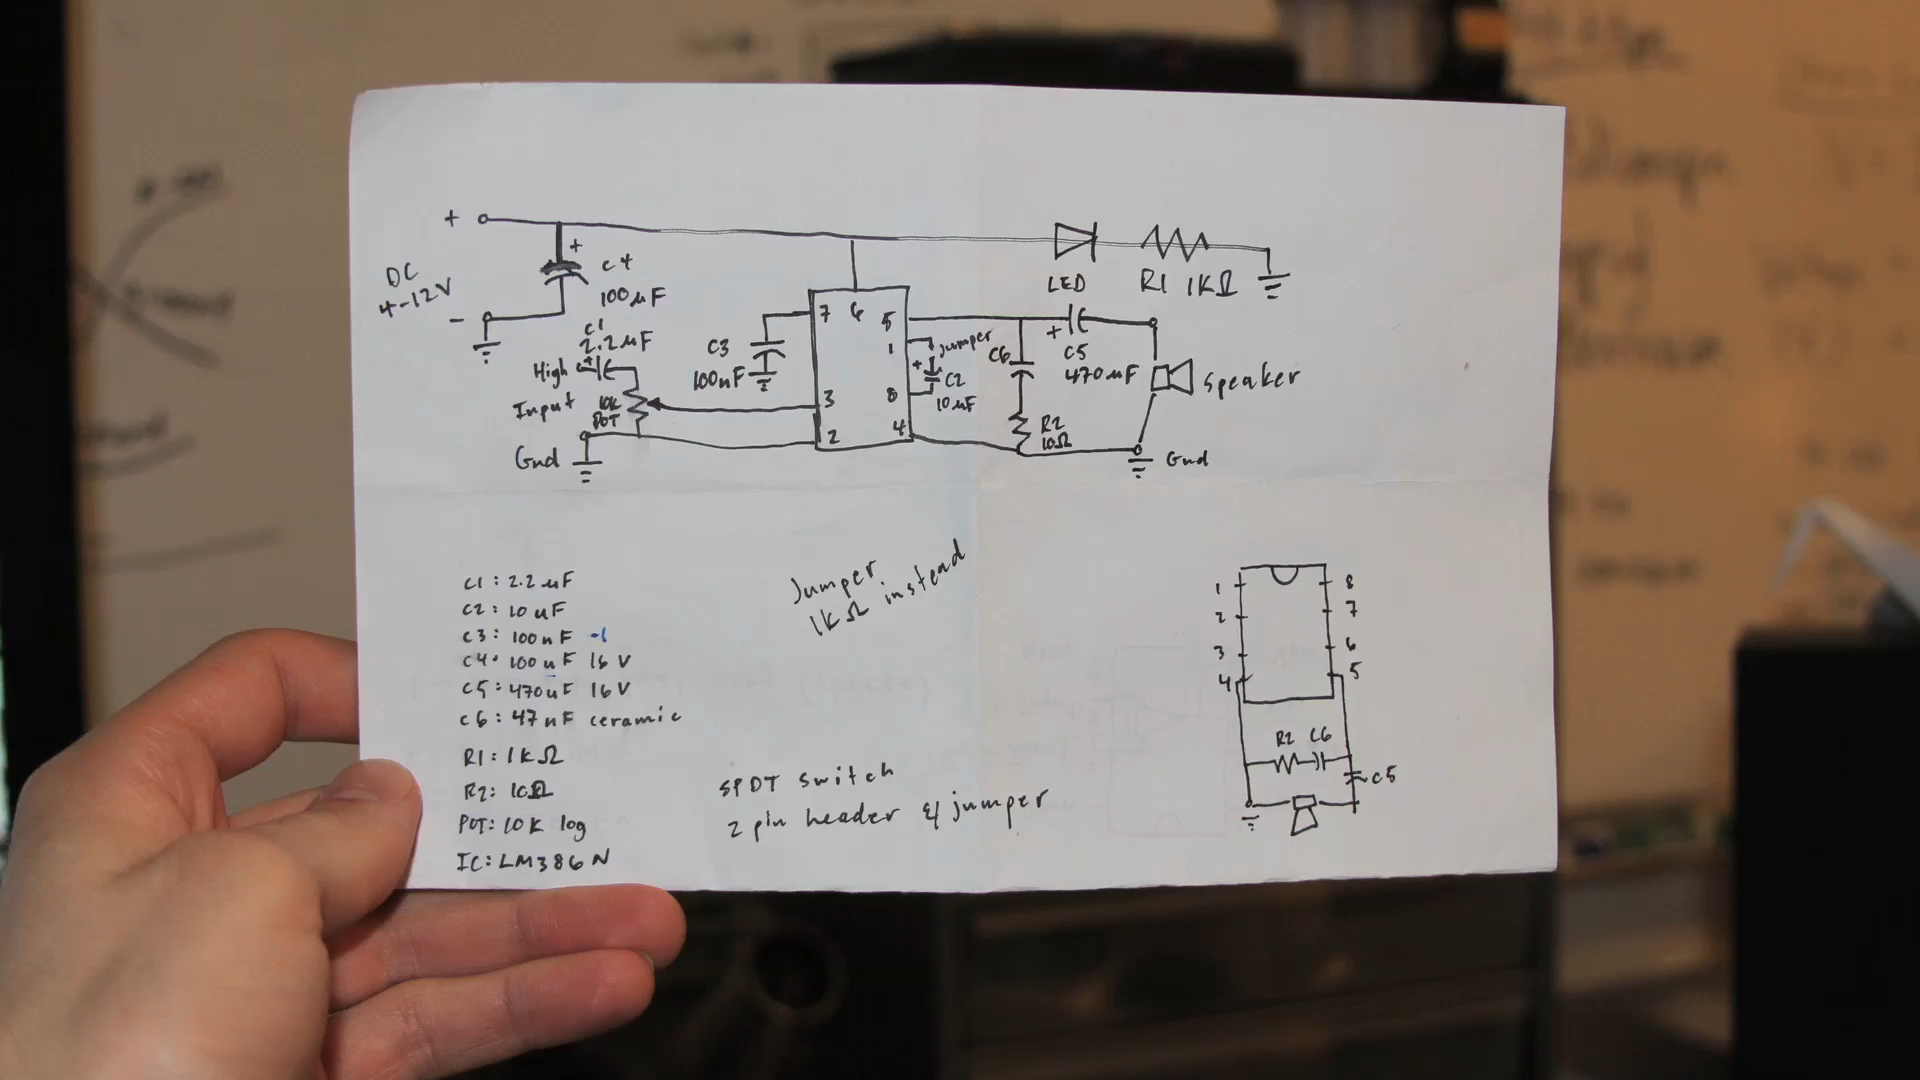 +
DC
4-12V
-
+
C4
100uF
C1
2.2uF
High +
Input
10K
POT
Gnd
C3
100nF
7 6 5
1
3 8
2 4
Jumper
+
C2
10uF
LED
R1 1KΩ
C6
+
C5
470uF
R2
10Ω
Speaker
Gnd
C1: 2.2uF
C2: 10uF
C3: 100nF -1
C4: 100uF 16V
C5: 470uF 16V
C6: 47nF ceramic
R1: 1kΩ
R2: 10Ω
POT: 10K log
IC: LM386N
Jumper
1kΩ instead
SPDT switch
2 pin header & jumper
1 8
2 7
3 6
4 5
R2 C6
C5